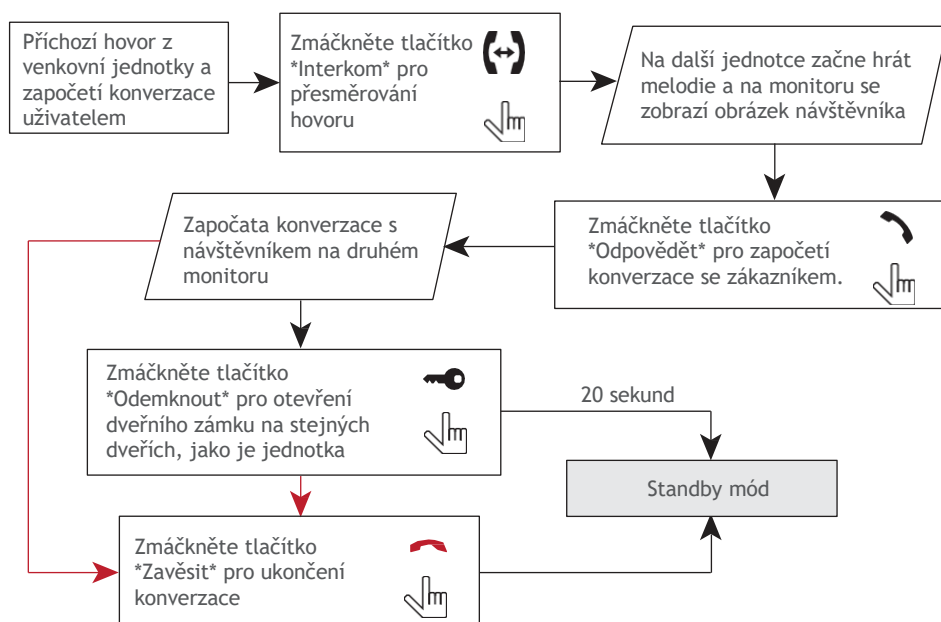 Příchozí hovor z
venkovní jednotky a
započetí konverzace
uživatelem
Zmáčkněte tlačítko
*Interkom* pro
přesměrování
hovoru
Na další jednotce začne hrát
melodie a na monitoru se
zobrazí obrázek návštěvníka
Zmáčkněte tlačítko
*Odpovědět* pro započetí
konverzace se zákazníkem.
Započata konverzace s
návštěvníkem na druhém
monitoru
Zmáčkněte tlačítko
*Odemknout* pro otevření
dveřního zámku na stejných
dveřích, jako je jednotka
20 sekund
Standby mód
Zmáčkněte tlačítko
*Zavěsit* pro ukončení
konverzace